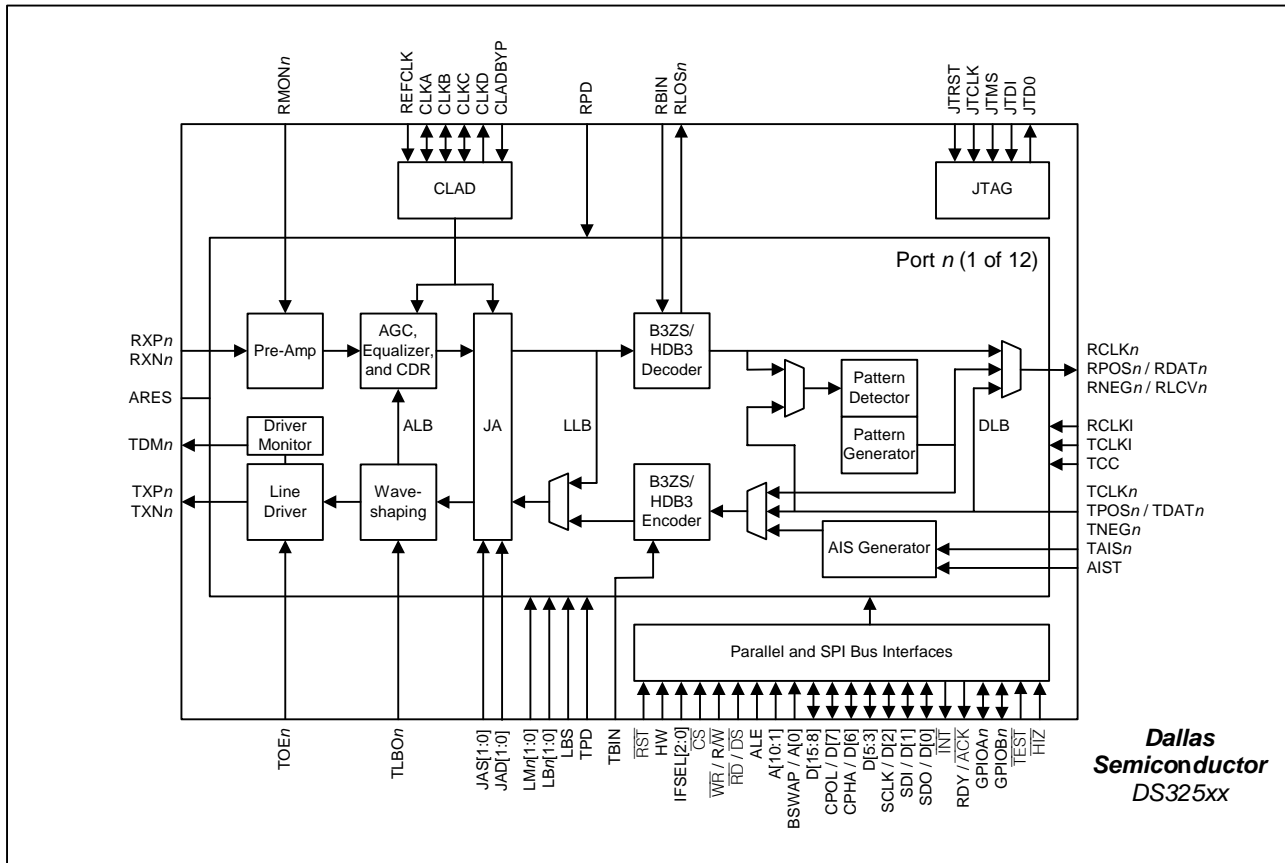 RMONn
REFCLK
CLKA
CLKB
CLKC
CLKD
CLADBYP
RPD
RBIN
RLOSn
JTRST
JTCLK
JTMS
JTDI
JTD0
CLAD
JTAG
Port n (1 of 12)
RXPn
RXNn
ARES
TDMn
TXPn
TXNn
Pre-Amp
AGC,
Equalizer,
and CDR
JA
LLB
ALB
B3ZS/
HDB3
Decoder
Pattern
Detector
Pattern
Generator
DLB
Driver
Monitor
Line
Driver
Wave-
shaping
B3ZS/
HDB3
Encoder
AIS Generator
RCLKn
RPOSn / RDATn
RNEGn / RLCVn
RCLKI
TCLKI
TCC
TCLKn
TPOSn / TDATn
TNEGn
TAISn
AIST
Parallel and SPI Bus Interfaces
TOEn
TLBOn
JAS[1:0]
JAD[1:0]
LMn[1:0]
LBn[1:0]
LBS
TPD
TBIN
RST
HW
IFSEL[2:0]
CS
WR / R/W
RD / DS
ALE
A[10:1]
BSWAP / A[0]
D[15:8]
CPOL / D[7]
CPHA / D[6]
D[5:3]
SCLK / D[2]
SDI / D[1]
SDO / D[0]
INT
RDY / ACK
GPIOAn
GPIOBn
TEST
HIZ
Dallas
Semiconductor
DS325xx